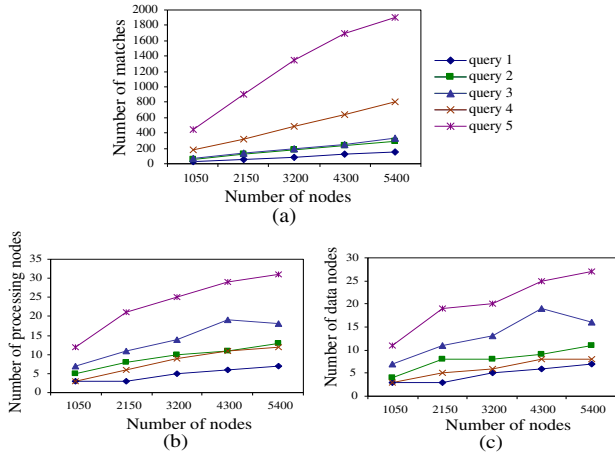 2000
1800
1600
1400
1200
1000
800
600
400
200
0
Number of matches
1050 2150 3200 4300 5400
Number of nodes
(a)
query 1
query 2
query 3
query 4
query 5
35
30
25
20
15
10
5
0
Number of processing nodes
1050 2150 3200 4300 5400
Number of nodes
(b)
30
25
20
15
10
5
0
Number of data nodes
1050 2150 3200 4300 5400
Number of nodes
(c)